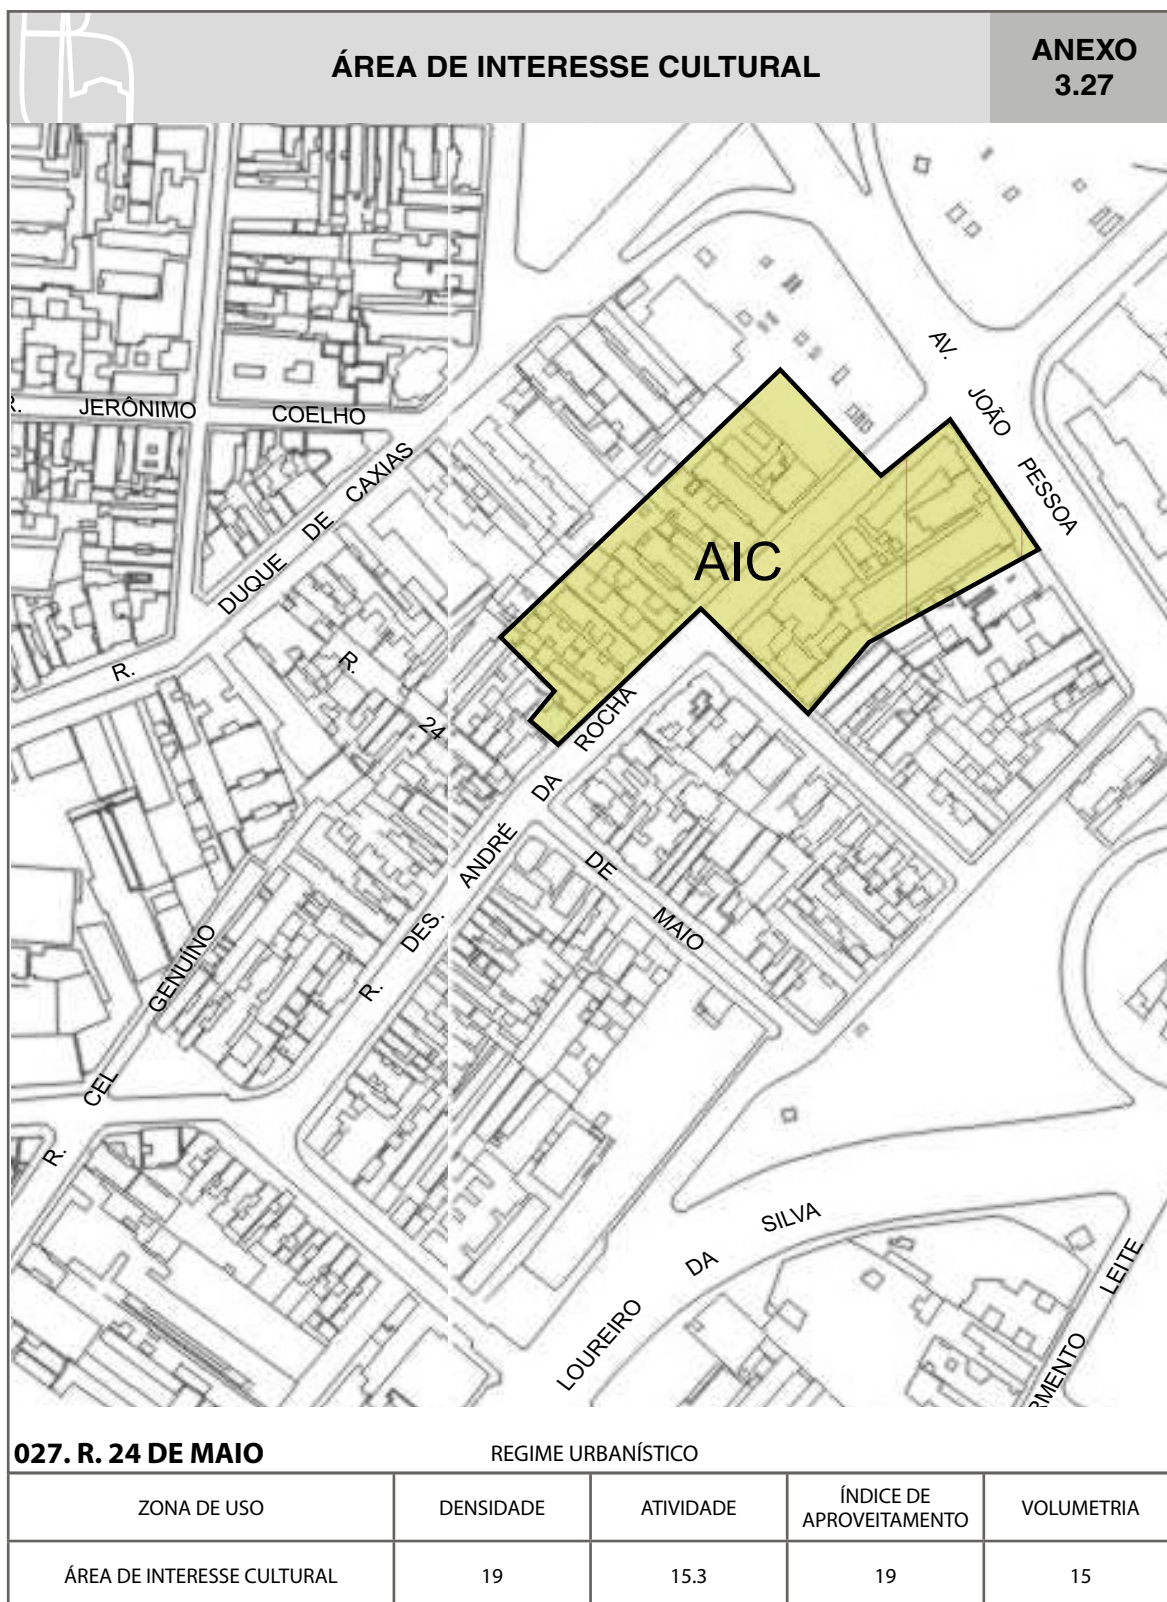 ÁREA DE INTERESSE CULTURAL
ANEXO
3.27
AV. JOÃO PESSOA
R. JERÔNIMO COELHO
R. DUQUE DE CAXIAS
AIC
R. 24 DE MAIO
R. DES. ANDRÉ DA ROCHA
R. CEL GENUÍNO
LOUREIRO DA SILVA
RMENTO LEITE
027. R. 24 DE MAIO
REGIME URBANÍSTICO
ZONA DE USO
DENSIDADE
ATIVIDADE
ÍNDICE DE
APROVEITAMENTO
VOLUMETRIA
ÁREA DE INTERESSE CULTURAL
19
15.3
19
15